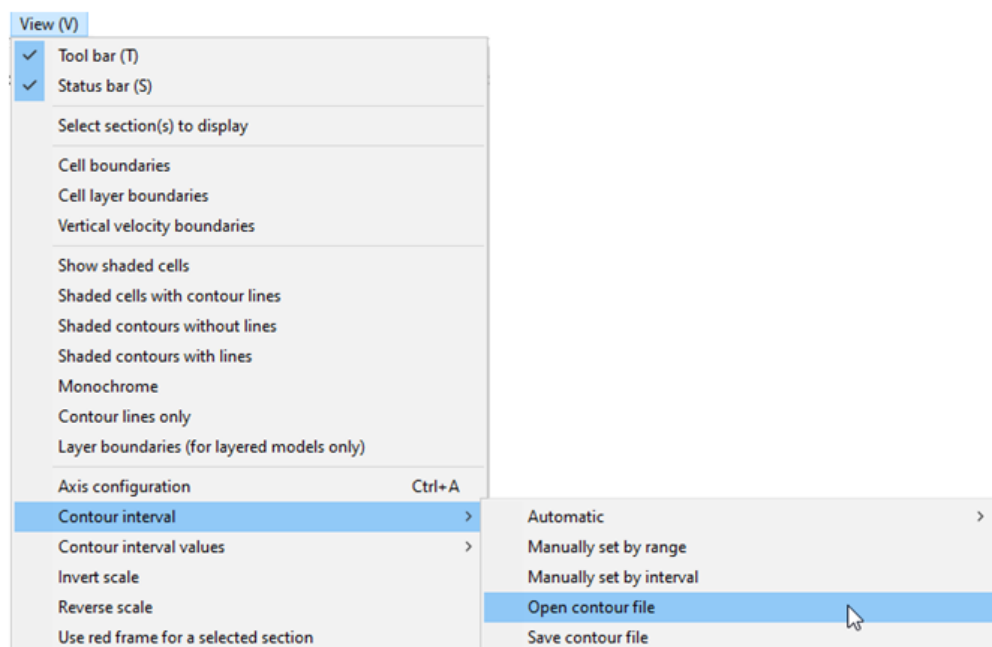 View (V)
Tool bar (T)
Status bar (S)
Select section(s) to display
Cell boundaries
Cell layer boundaries
Vertical velocity boundaries
Show shaded cells
Shaded cells with contour lines
Shaded contours without lines
Shaded contours with lines
Monochrome
Contour lines only
Layer boundaries (for layered models only)
Axis configuration Ctrl+A
Contour interval
Contour interval values
Invert scale
Reverse scale
Use red frame for a selected section
Automatic
Manually set by range
Manually set by interval
Open contour file
Save contour file